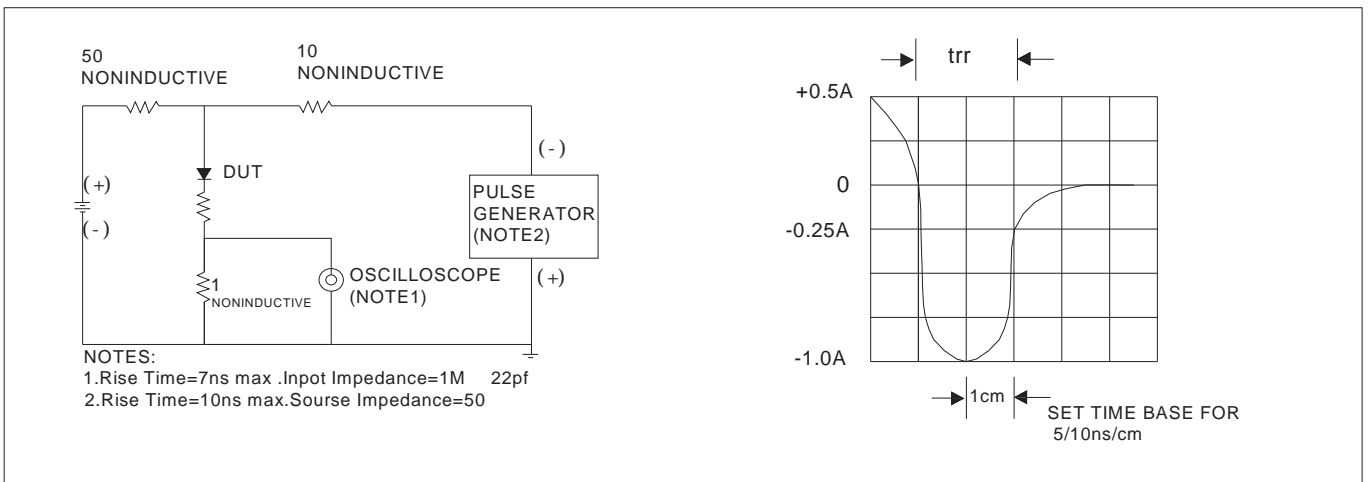 50
NONINDUCTIVE
10
NONINDUCTIVE
(+)
(-)
DUT
1
NONINDUCTIVE
OSCILLOSCOPE
(NOTE1)
(-)
PULSE
GENERATOR
(NOTE2)
(+)
NOTES:
1.Rise Time=7ns max .Inpot Impedance=1M 22pf
2.Rise Time=10ns max.Sourse Impedance=50
trr
+0.5A
0
-0.25A
-1.0A
1cm
SET TIME BASE FOR
5/10ns/cm